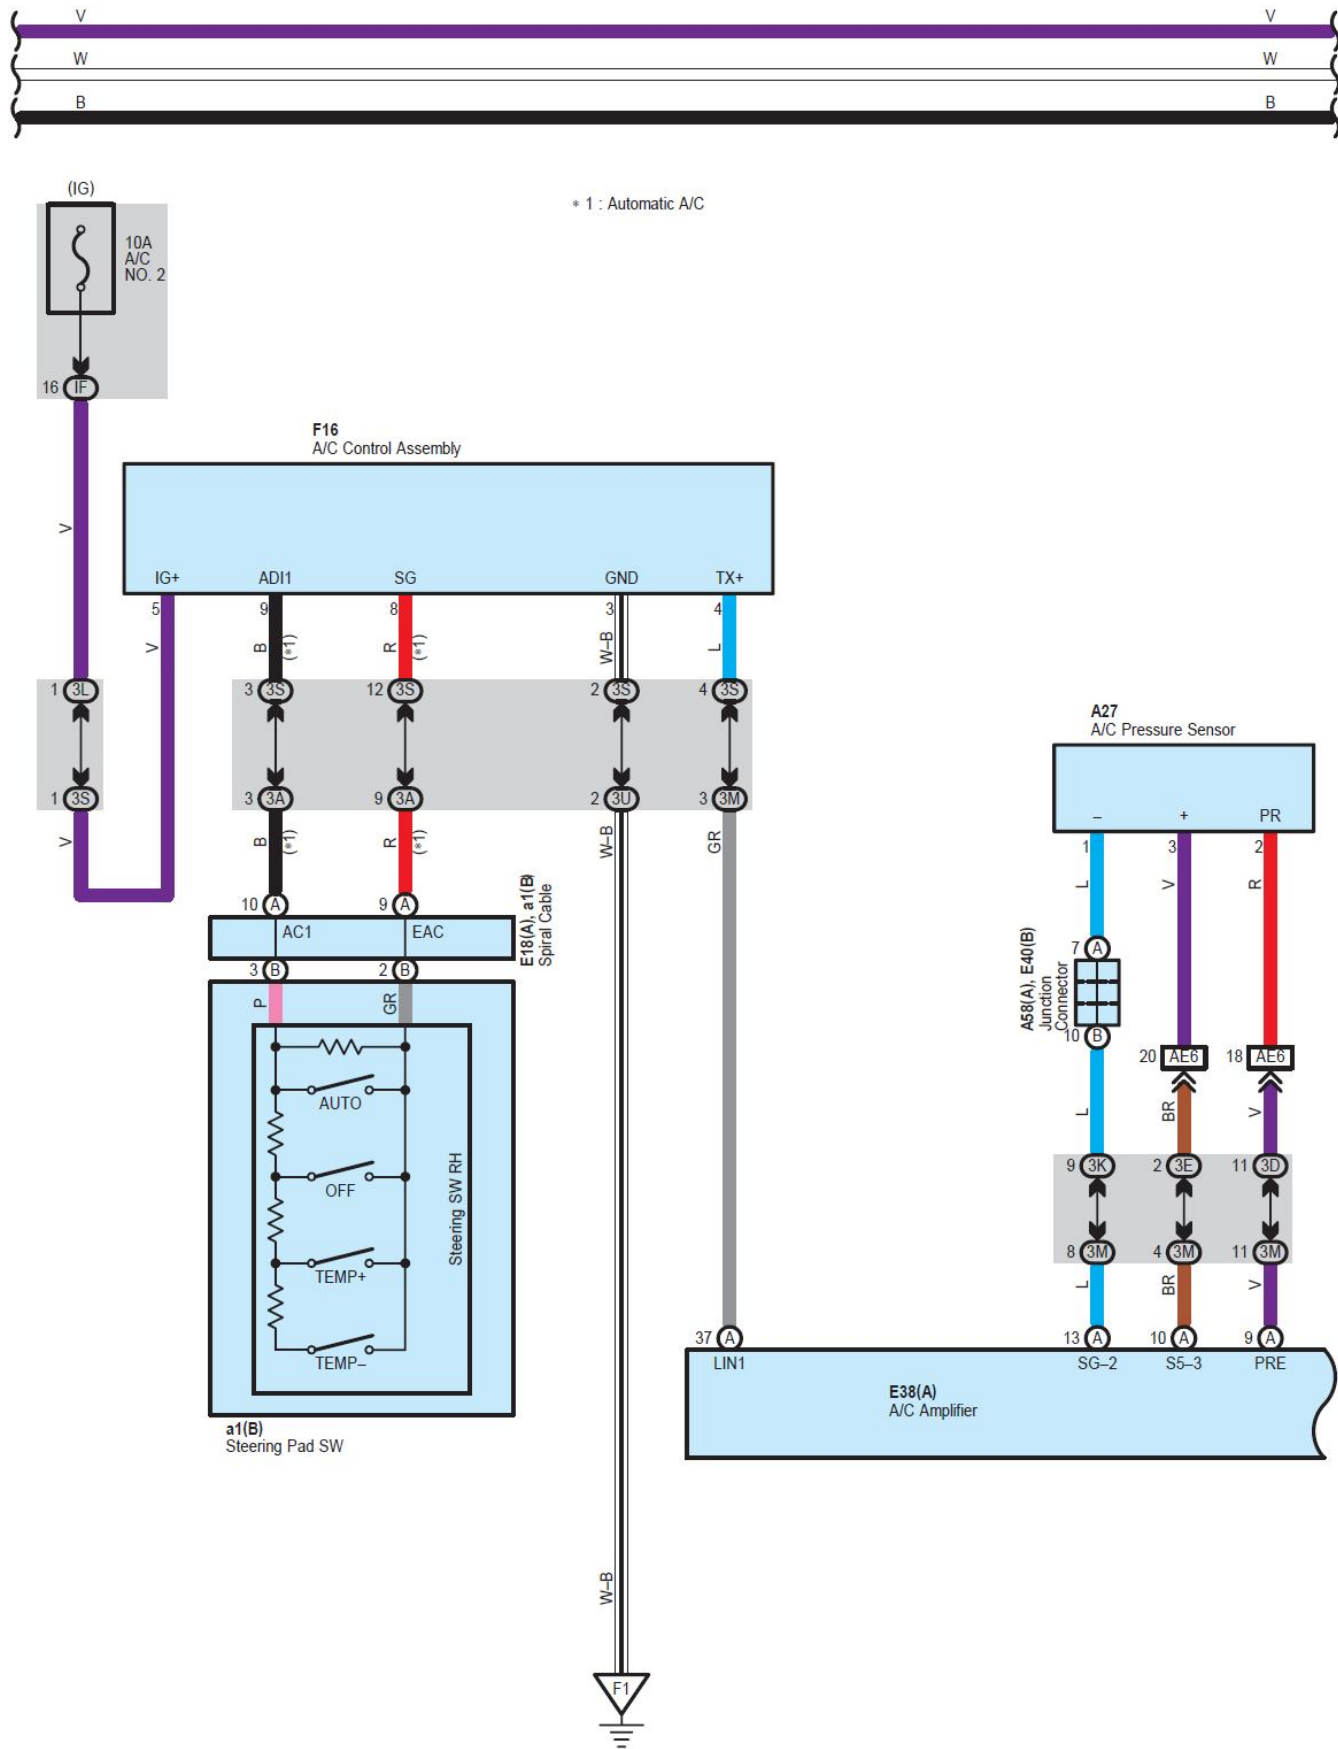 V V
W W
B B
(IG)
∗ 1 : Automatic A/C
10A
A/C
NO. 2
16 IF
F16
A/C Control Assembly
V
IG+ ADI1 SG GND TX+
5 9 8 3 4
V B (∗1) R (∗1) W–B L
1 3L 3 3S 12 3S 2 3S 4 3S
A27
A/C Pressure Sensor
1 3S 3 3A 9 3A 2 3U 3 3M
– + PR
V B (∗1) R (∗1) W–B GR
1 3 2
L V R
10 A 9 A
AC1 EAC
E18(A), a1(B)
Spiral Cable
3 B 2 B
7 A
A58(A), E40(B)
Junction
Connector
10 B
P GR
20 AE6 18 AE6
AUTO
L BR V
OFF
TEMP+
TEMP–
Steering SW RH
9 3K 2 3E 11 3D
8 3M 4 3M 11 3M
L BR V
37 A 13 A 10 A 9 A
LIN1 SG–2 S5–3 PRE
E38(A)
A/C Amplifier
a1(B)
Steering Pad SW
W–B
F1